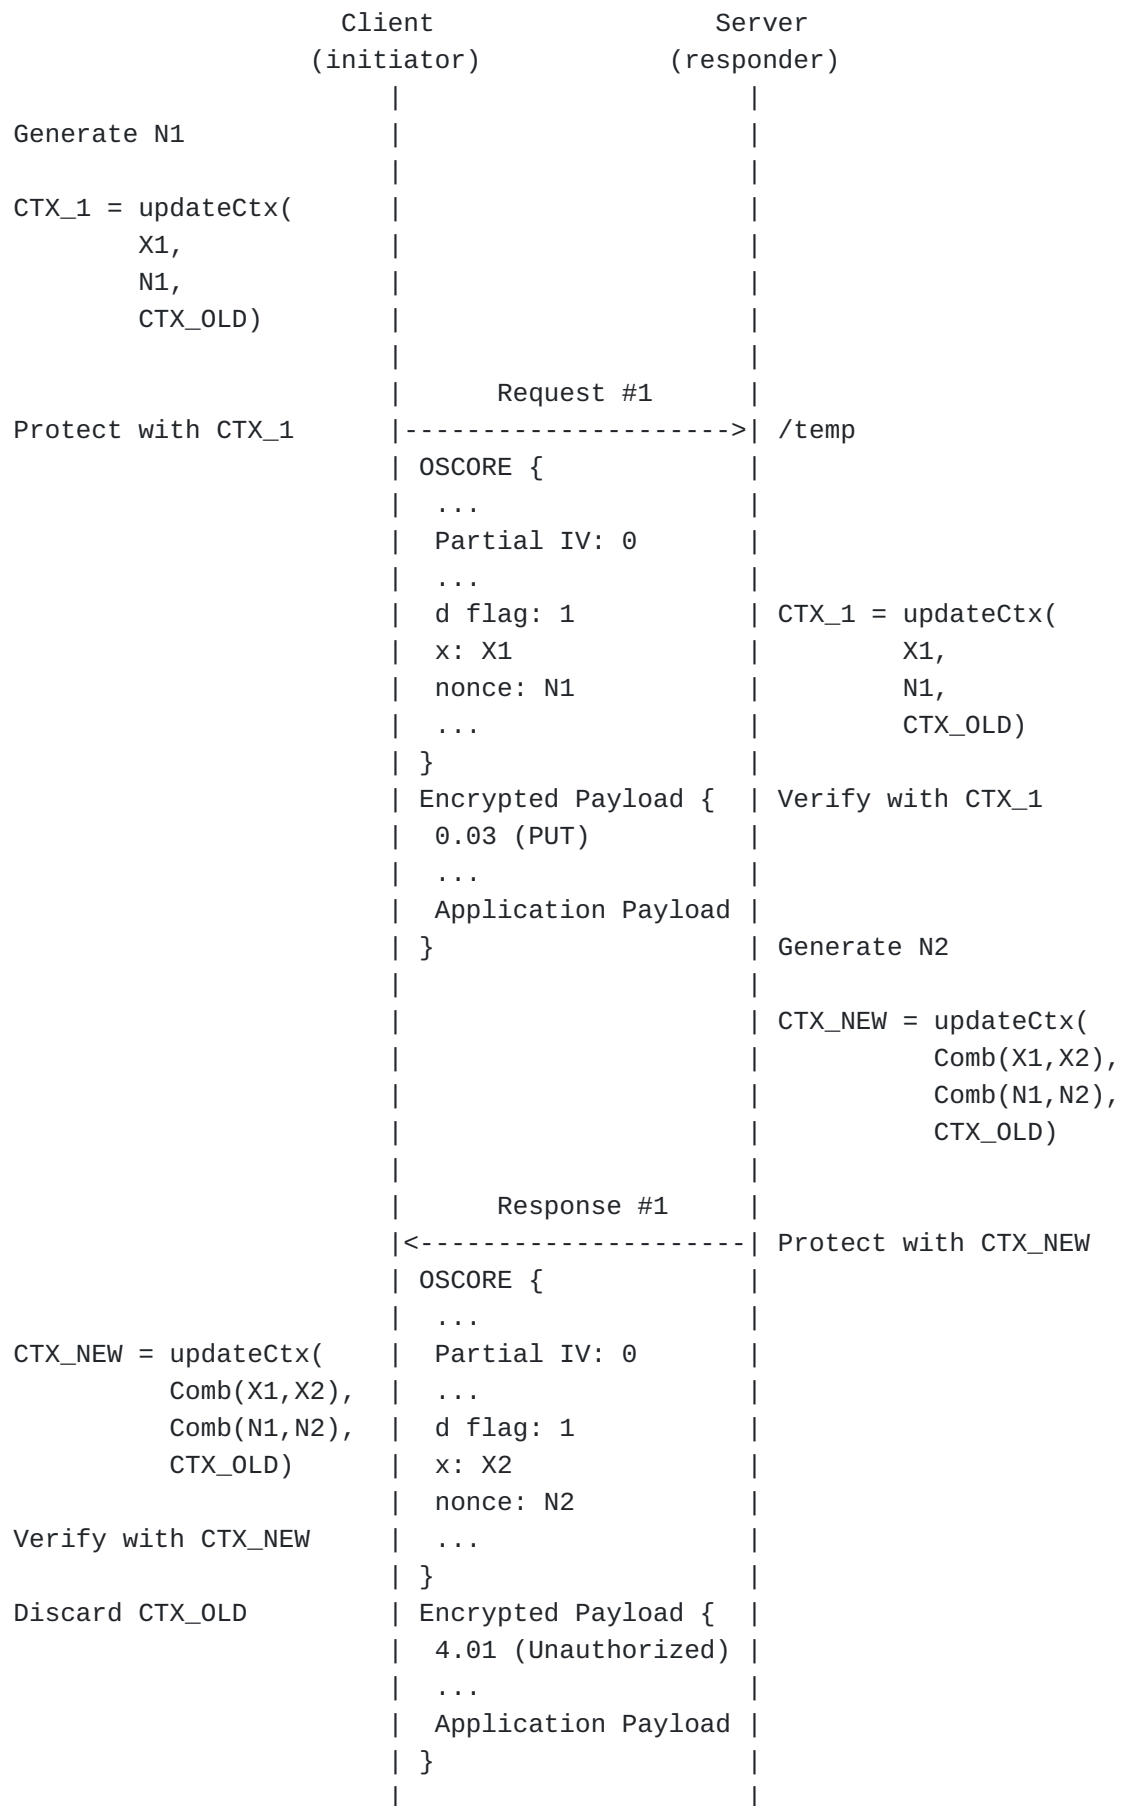 Client                  Server
                   (initiator)            (responder)
                        |                      |
Generate N1             |                      |
                        |                      |
CTX_1 = updateCtx(      |                      |
        X1,             |                      |
        N1,             |                      |
        CTX_OLD)        |                      |
                        |                      |
                        |      Request #1      |
Protect with CTX_1      |--------------------->| /temp
                        | OSCORE {             |
                        |  ...                 |
                        |  Partial IV: 0       |
                        |  ...                 |
                        |  d flag: 1           | CTX_1 = updateCtx(
                        |  x: X1               |         X1,
                        |  nonce: N1           |         N1,
                        |  ...                 |         CTX_OLD)
                        | }                    |
                        | Encrypted Payload {  | Verify with CTX_1
                        |  0.03 (PUT)          |
                        |  ...                 |
                        |  Application Payload |
                        | }                    | Generate N2
                        |                      |
                        |                      | CTX_NEW = updateCtx(
                        |                      |           Comb(X1,X2),
                        |                      |           Comb(N1,N2),
                        |                      |           CTX_OLD)
                        |                      |
                        |      Response #1     |
                        |<---------------------| Protect with CTX_NEW
                        | OSCORE {             |
                        |  ...                 |
CTX_NEW = updateCtx(    |  Partial IV: 0       |
          Comb(X1,X2),  |  ...                 |
          Comb(N1,N2),  |  d flag: 1           |
          CTX_OLD)      |  x: X2               |
                        |  nonce: N2           |
Verify with CTX_NEW     |  ...                 |
                        | }                    |
Discard CTX_OLD         | Encrypted Payload {  |
                        |  4.01 (Unauthorized) |
                        |  ...                 |
                        |  Application Payload |
                        | }                    |
                        |                      |